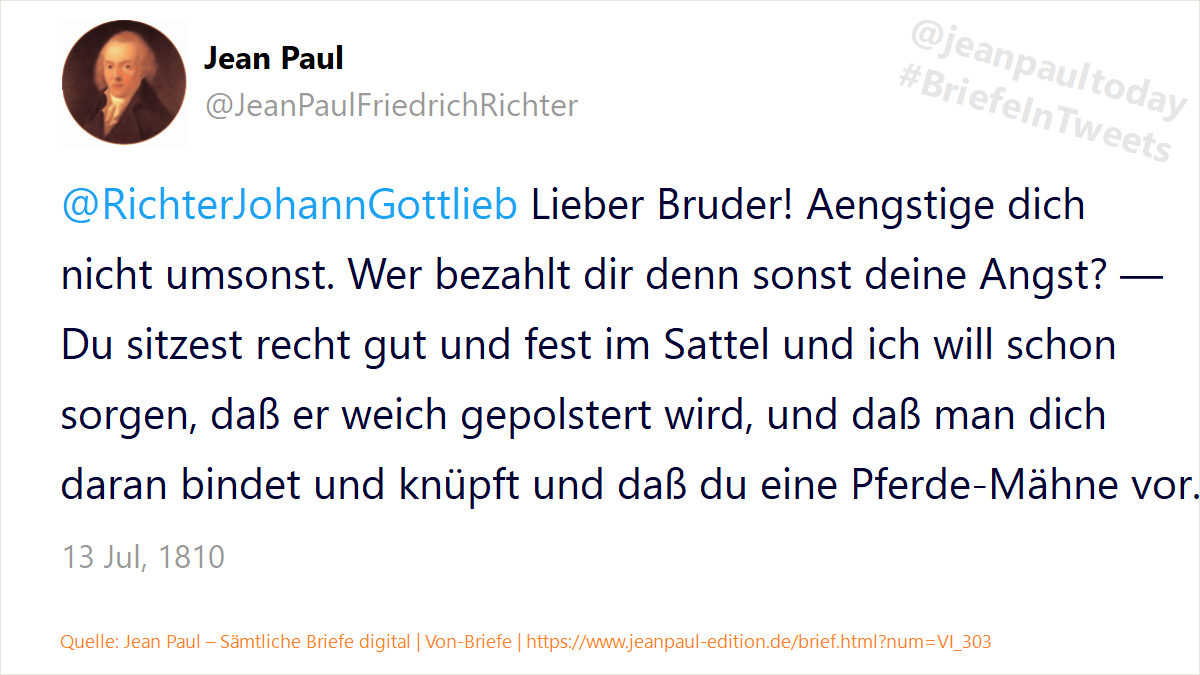 Jean Paul
@JeanPaulFriedrichRichter
@jeanpaultoday
#BriefeInTweets
@RichterJohannGottlieb Lieber Bruder! Aengstige dich
nicht umsonst. Wer bezahlt dir denn sonst deine Angst? —
Du sitzest recht gut und fest im Sattel und ich will schon
sorgen, daß er weich gepolstert wird, und daß man dich
daran bindet und knüpft und daß du eine Pferde-Mähne vor.
13 Jul, 1810
Quelle: Jean Paul – Sämtliche Briefe digital | Von-Briefe | https://www.jeanpaul-edition.de/brief.html?num=VI_303